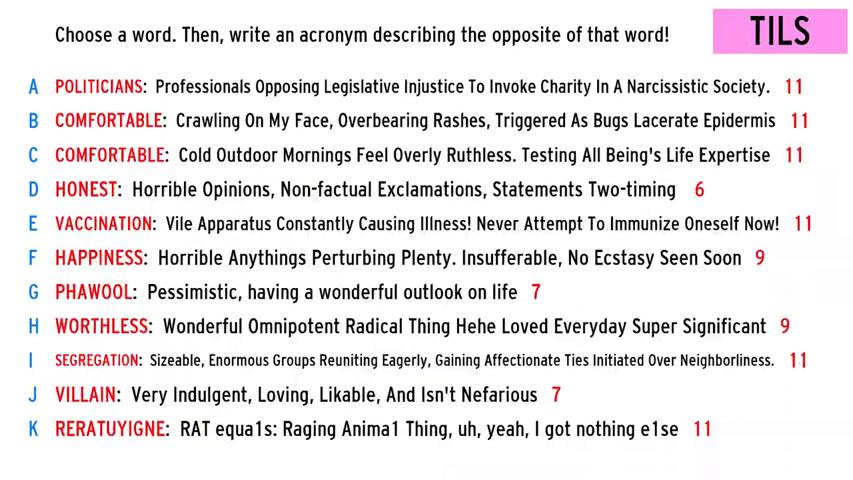 Choose a word. Then, write an acronym describing the opposite of that word!
TILS
A POLITICIANS: Professionals Opposing Legislative Injustice To Invoke Charity In A Narcissistic Society. 11
B COMFORTABLE: Crawling On My Face, Overbearing Rashes, Triggered As Bugs Lacerate Epidermis 11
C COMFORTABLE: Cold Outdoor Mornings Feel Overly Ruthless. Testing All Being's Life Expertise 11
D HONEST: Horrible Opinions, Non-factual Exclamations, Statements Two-timing 6
E VACCINATION: Vile Apparatus Constantly Causing Illness! Never Attempt To Immunize Oneself Now! 11
F HAPPINESS: Horrible Anythings Perturbing Plenty. Insufferable, No Ecstasy Seen Soon 9
G PHAWOOL: Pessimistic, having a wonderful outlook on life 7
H WORTHLESS: Wonderful Omnipotent Radical Thing Hehe Loved Everyday Super Significant 9
I SEGREGATION: Sizeable, Enormous Groups Reuniting Eagerly, Gaining Affectionate Ties Initiated Over Neighborliness. 11
J VILLAIN: Very Indulgent, Loving, Likable, And Isn't Nefarious 7
K RERATUYIGNE: RAT equa1s: Raging Anima1 Thing, uh, yeah, I got nothing e1se 11